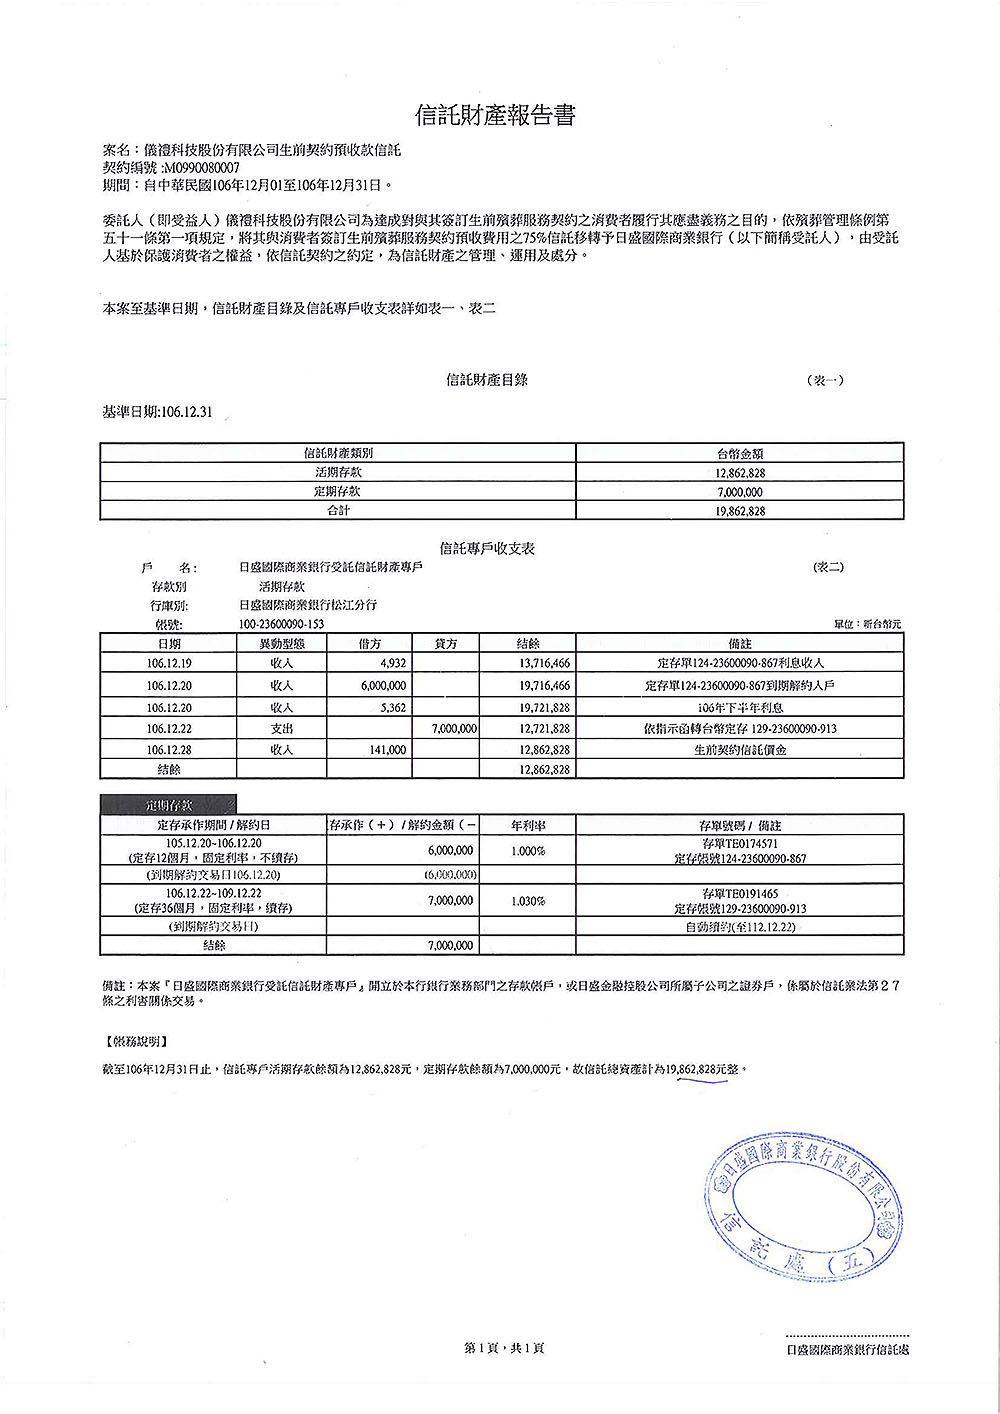 信託財產報告書
案名：儀禮科技股份有限公司生前契約預收款信託
契約編號:M0990080007
期間：自中華民國106年12月01至106年12月31日。
委託人（即受益人）儀禮科技股份有限公司為達成對與其簽訂生前殯葬服務契約之消費者履行其應盡義務之目的，依殯葬管理條例第
五十一條第一項規定，將其與消費者簽訂生前殯葬服務契約預收費用之75%信託移轉予日盛國際商業銀行（以下簡稱受託人），由受託
人基於保護消費者之權益，依信託契約之約定，為信託財產之管理、運用及處分。
本案至基準日期，信託財產目錄及信託專戶收支表詳如表一、表二
信託財產目錄 （表一）
基準日期:106.12.31
信託財產類別 台幣金額
活期存款 12,862,828
定期存款 7,000,000
合計 19,862,828
信託專戶收支表
戶 名: 日盛國際商業銀行受託信託財產專戶 (表二)
存款別 活期存款
行庫別: 日盛國際商業銀行松江分行
帳號: 100-23600090-153 單位：新台幣元
日期 異動型態 借方 貸方 結餘 備註
106.12.19 收入 4,932 13,716,466 定存單124-23600090-867利息收入
106.12.20 收入 6,000,000 19,716,466 定存單124-23600090-867到期解約入戶
106.12.20 收入 5,362 19,721,828 106年下半年利息
106.12.22 支出 7,000,000 12,721,828 依指示函轉台幣定存 129-23600090-913
106.12.28 收入 141,000 12,862,828 生前契約信託價金
結餘 12,862,828
定期存款
定存承作期間 / 解約日 存承作（+）/ 解約金額（- 年利率 存單號碼 / 備註
105.12.20~106.12.20 存單TE0174571
(定存12個月，固定利率，不續存) 6,000,000 1.000% 定存帳號124-23600090-867
(到期解約交易日106.12.20) (6,000,000)
106.12.22~109.12.22 存單TE0191465
(定存36個月，固定利率，續存) 7,000,000 1.030% 定存帳號129-23600090-913
(到期解約交易日) 自動續約(至112.12.22)
結餘 7,000,000
備註：本案『日盛國際商業銀行受託信託財產專戶』開立於本行銀行業務部門之存款帳戶，或日盛金融控股公司所屬子公司之證券戶，係屬於信託業法第２７
條之利害關係交易。
【帳務說明】
截至106年12月31日止，信託專戶活期存款餘額為12,862,828元，定期存款餘額為7,000,000元，故信託總資產計為19,862,828元整。
日盛國際商業銀行股份有限公司
信託處（五）
第1頁，共1頁
日盛國際商業銀行信託處